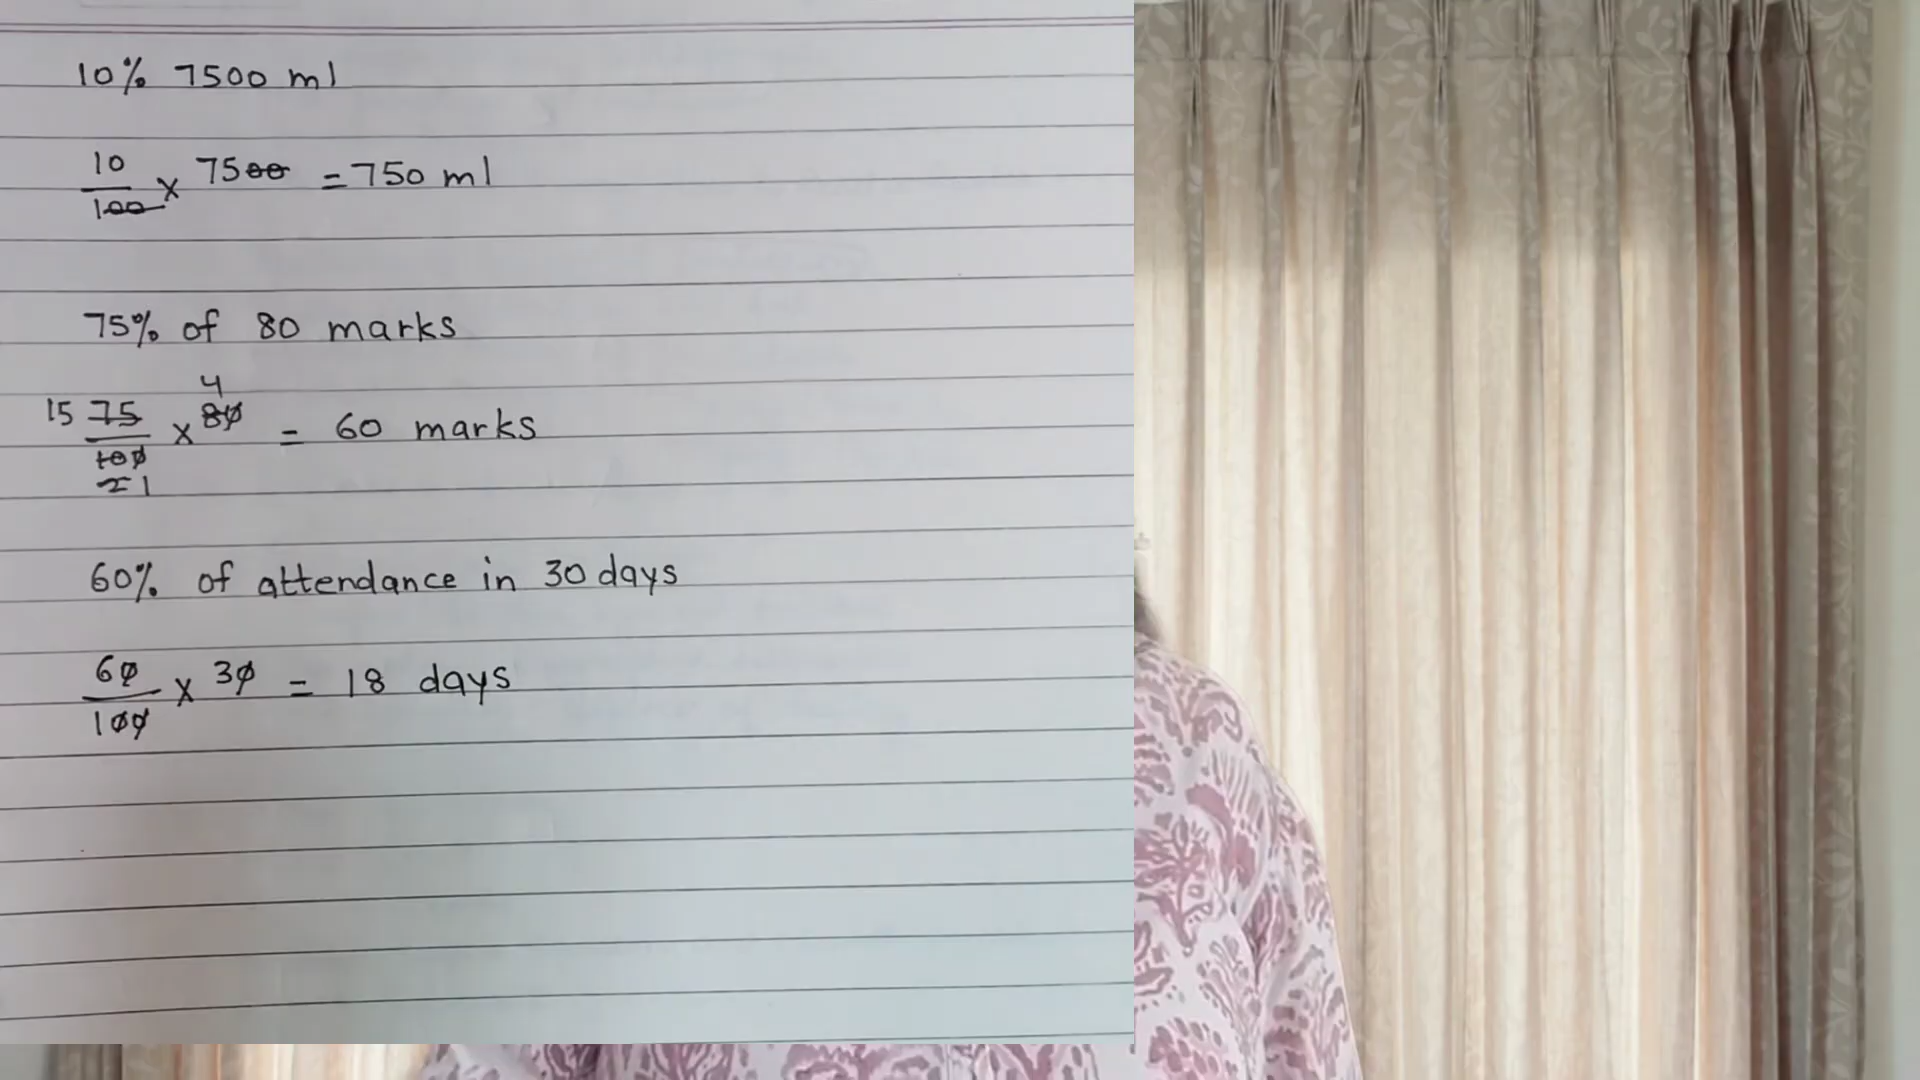 10% 7500 ml
10/100 × 7500 = 750 ml
75% of 80 marks
4
15 75/100 × 80 = 60 marks
2 1
60% of attendance in 30 days
60/100 × 30 = 18 days